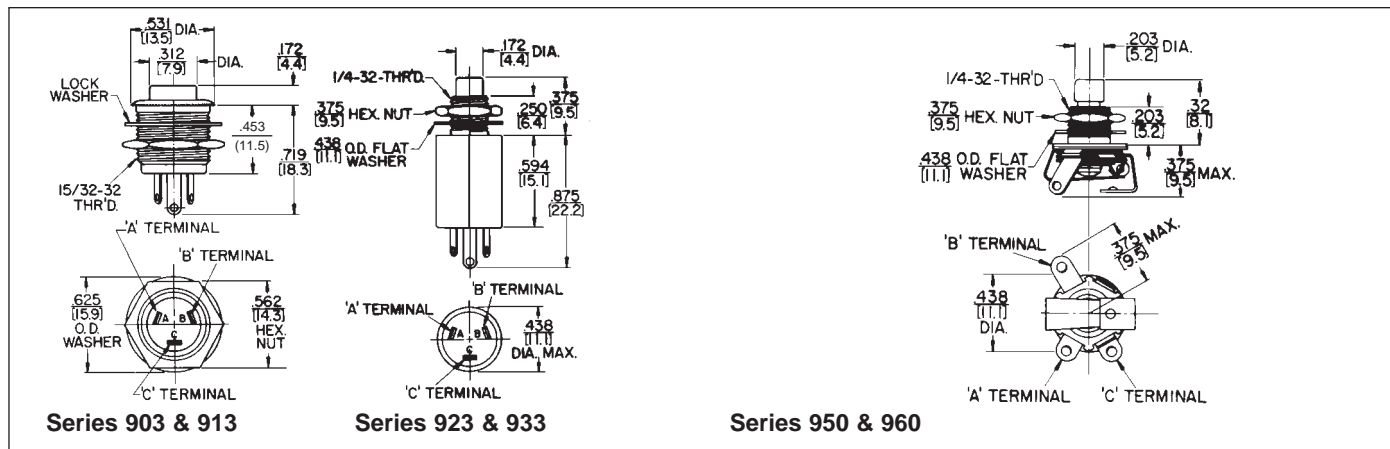 .531
[13.5] DIA.
.312
[7.9] DIA.
.172
[4.4]
LOCK
WASHER
.453
(11.5)
.719
[18.3]
15/32-32
THR'D.
'A' TERMINAL
'B' TERMINAL
.625
[15.9]
O.D.
WASHER
A B
C
.562
[14.3]
HEX.
NUT
'C' TERMINAL
Series 903 & 913
.172
[4.4] DIA.
1/4-32-THR'D.
.375
[9.5] HEX. NUT
.250
[6.4]
.375
[9.5]
.438
[11.1] O.D. FLAT
WASHER
.594
[15.1]
.875
[22.2]
'A' TERMINAL
'B' TERMINAL
A B
C
.438
[11.1]
DIA. MAX.
'C' TERMINAL
Series 923 & 933
.203
[5.2] DIA.
1/4-32-THR'D
.375
[9.5] HEX. NUT
.203
[5.2]
.32
[8.1]
.438
[11.1] O.D. FLAT
WASHER
.375
[9.5] MAX.
'B' TERMINAL
.375
[9.5] MAX.
.438
[11.1]
DIA.
'A' TERMINAL
'C' TERMINAL
Series 950 & 960